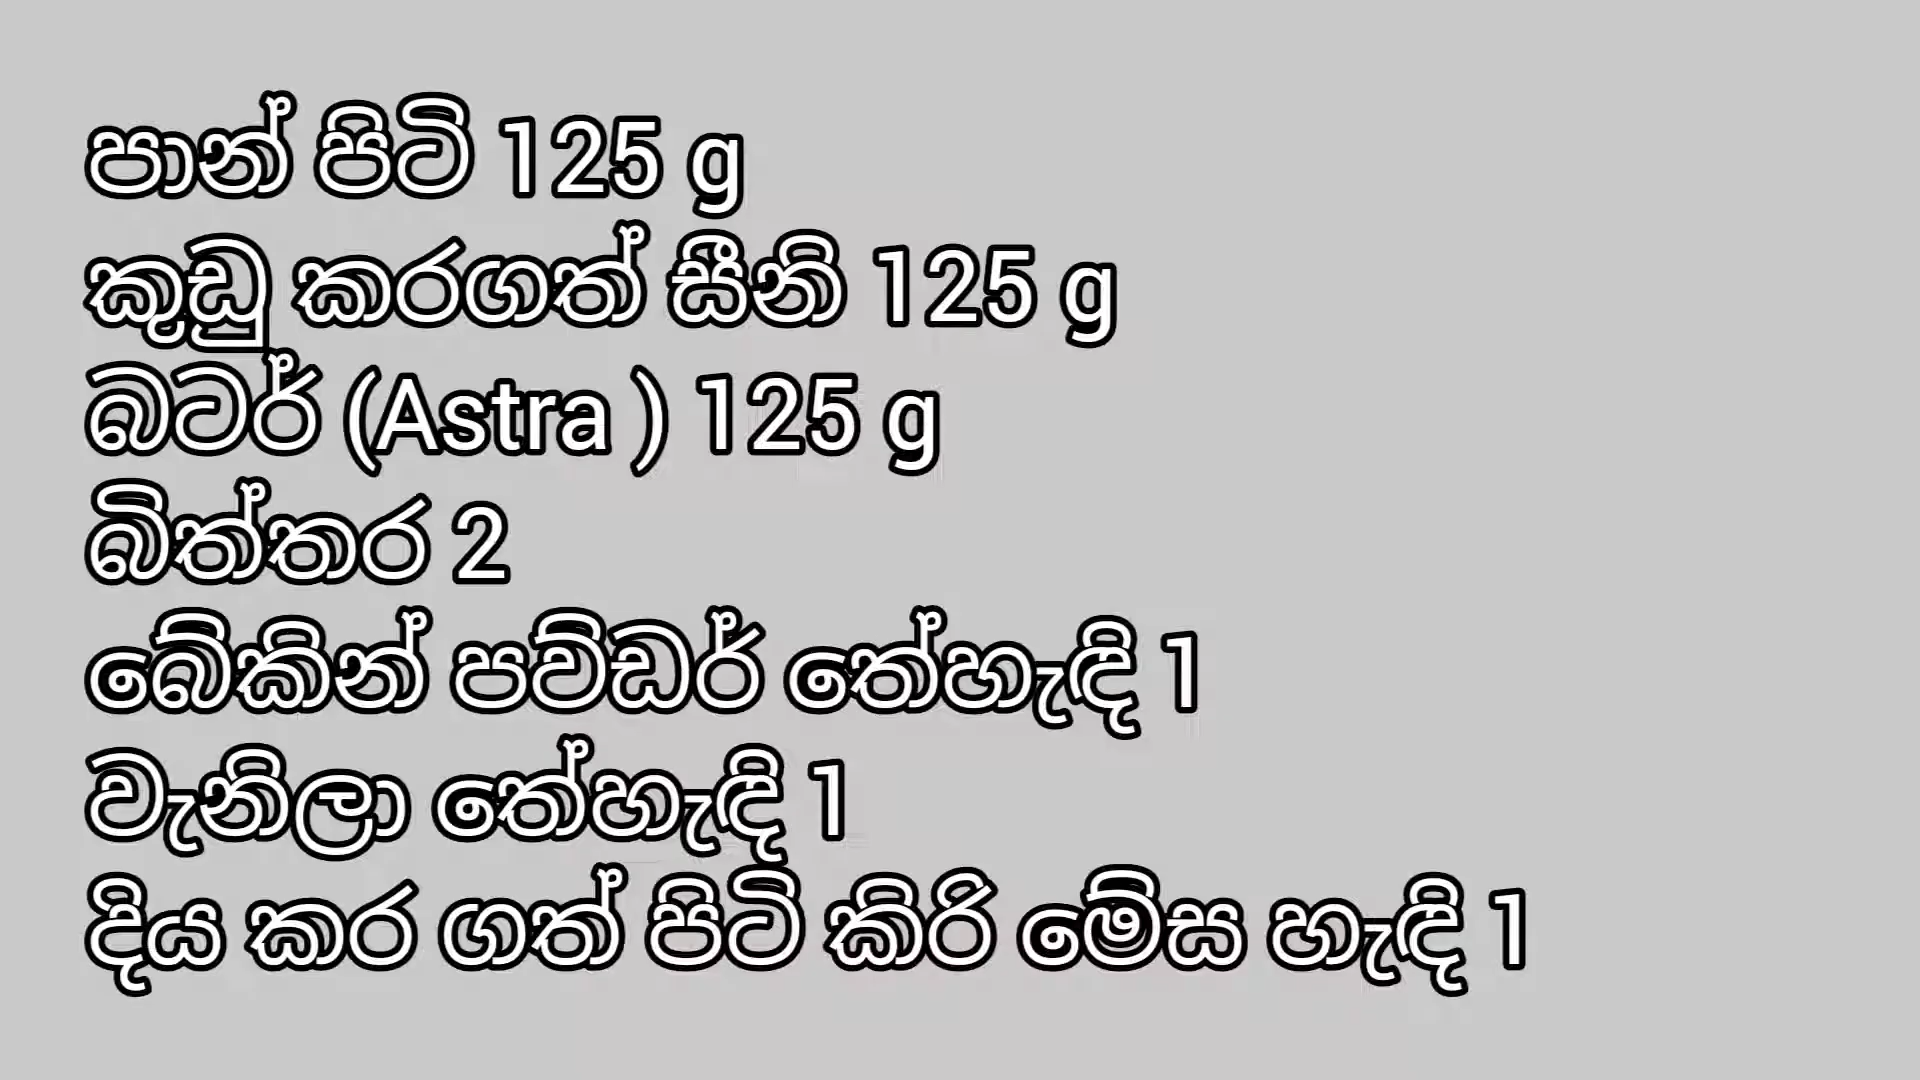 පාන් පිටි 125 g
කුඩු කරගත් සීනි 125 g
බටර් (Astra ) 125 g
බිත්තර 2
බේකින් පව්ඩර් තේහැඳි 1
වැනිලා තේහැඳි 1
දිය කර ගත් පිටි කිරි මේස හැඳි 1